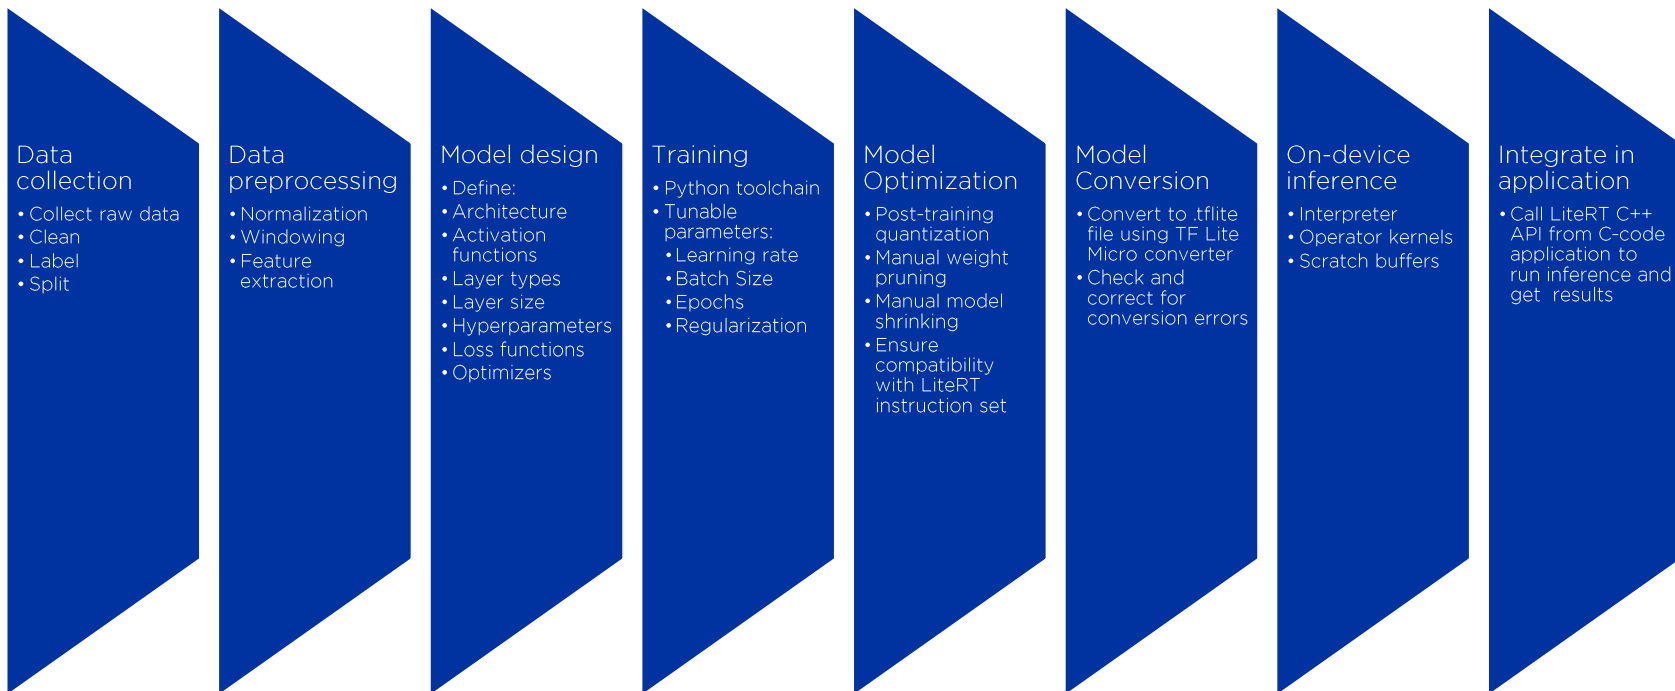 Data
collection
• Collect raw data
• Clean
• Label
• Split
Data
preprocessing
• Normalization
• Windowing
• Feature
extraction
Model design
• Define:
• Architecture
• Activation
functions
• Layer types
• Layer size
• Hyperparameters
• Loss functions
• Optimizers
Training
• Python toolchain
• Tunable
parameters:
• Learning rate
• Batch Size
• Epochs
• Regularization
Model
Optimization
• Post-training
quantization
• Manual weight
pruning
• Manual model
shrinking
• Ensure
compatibility
with LiteRT
instruction set
Model
Conversion
• Convert to .tflite
file using TF Lite
Micro converter
• Check and
correct for
conversion errors
On-device
inference
• Interpreter
• Operator kernels
• Scratch buffers
Integrate in
application
• Call LiteRT C++
API from C-code
application to
run inference and
get results